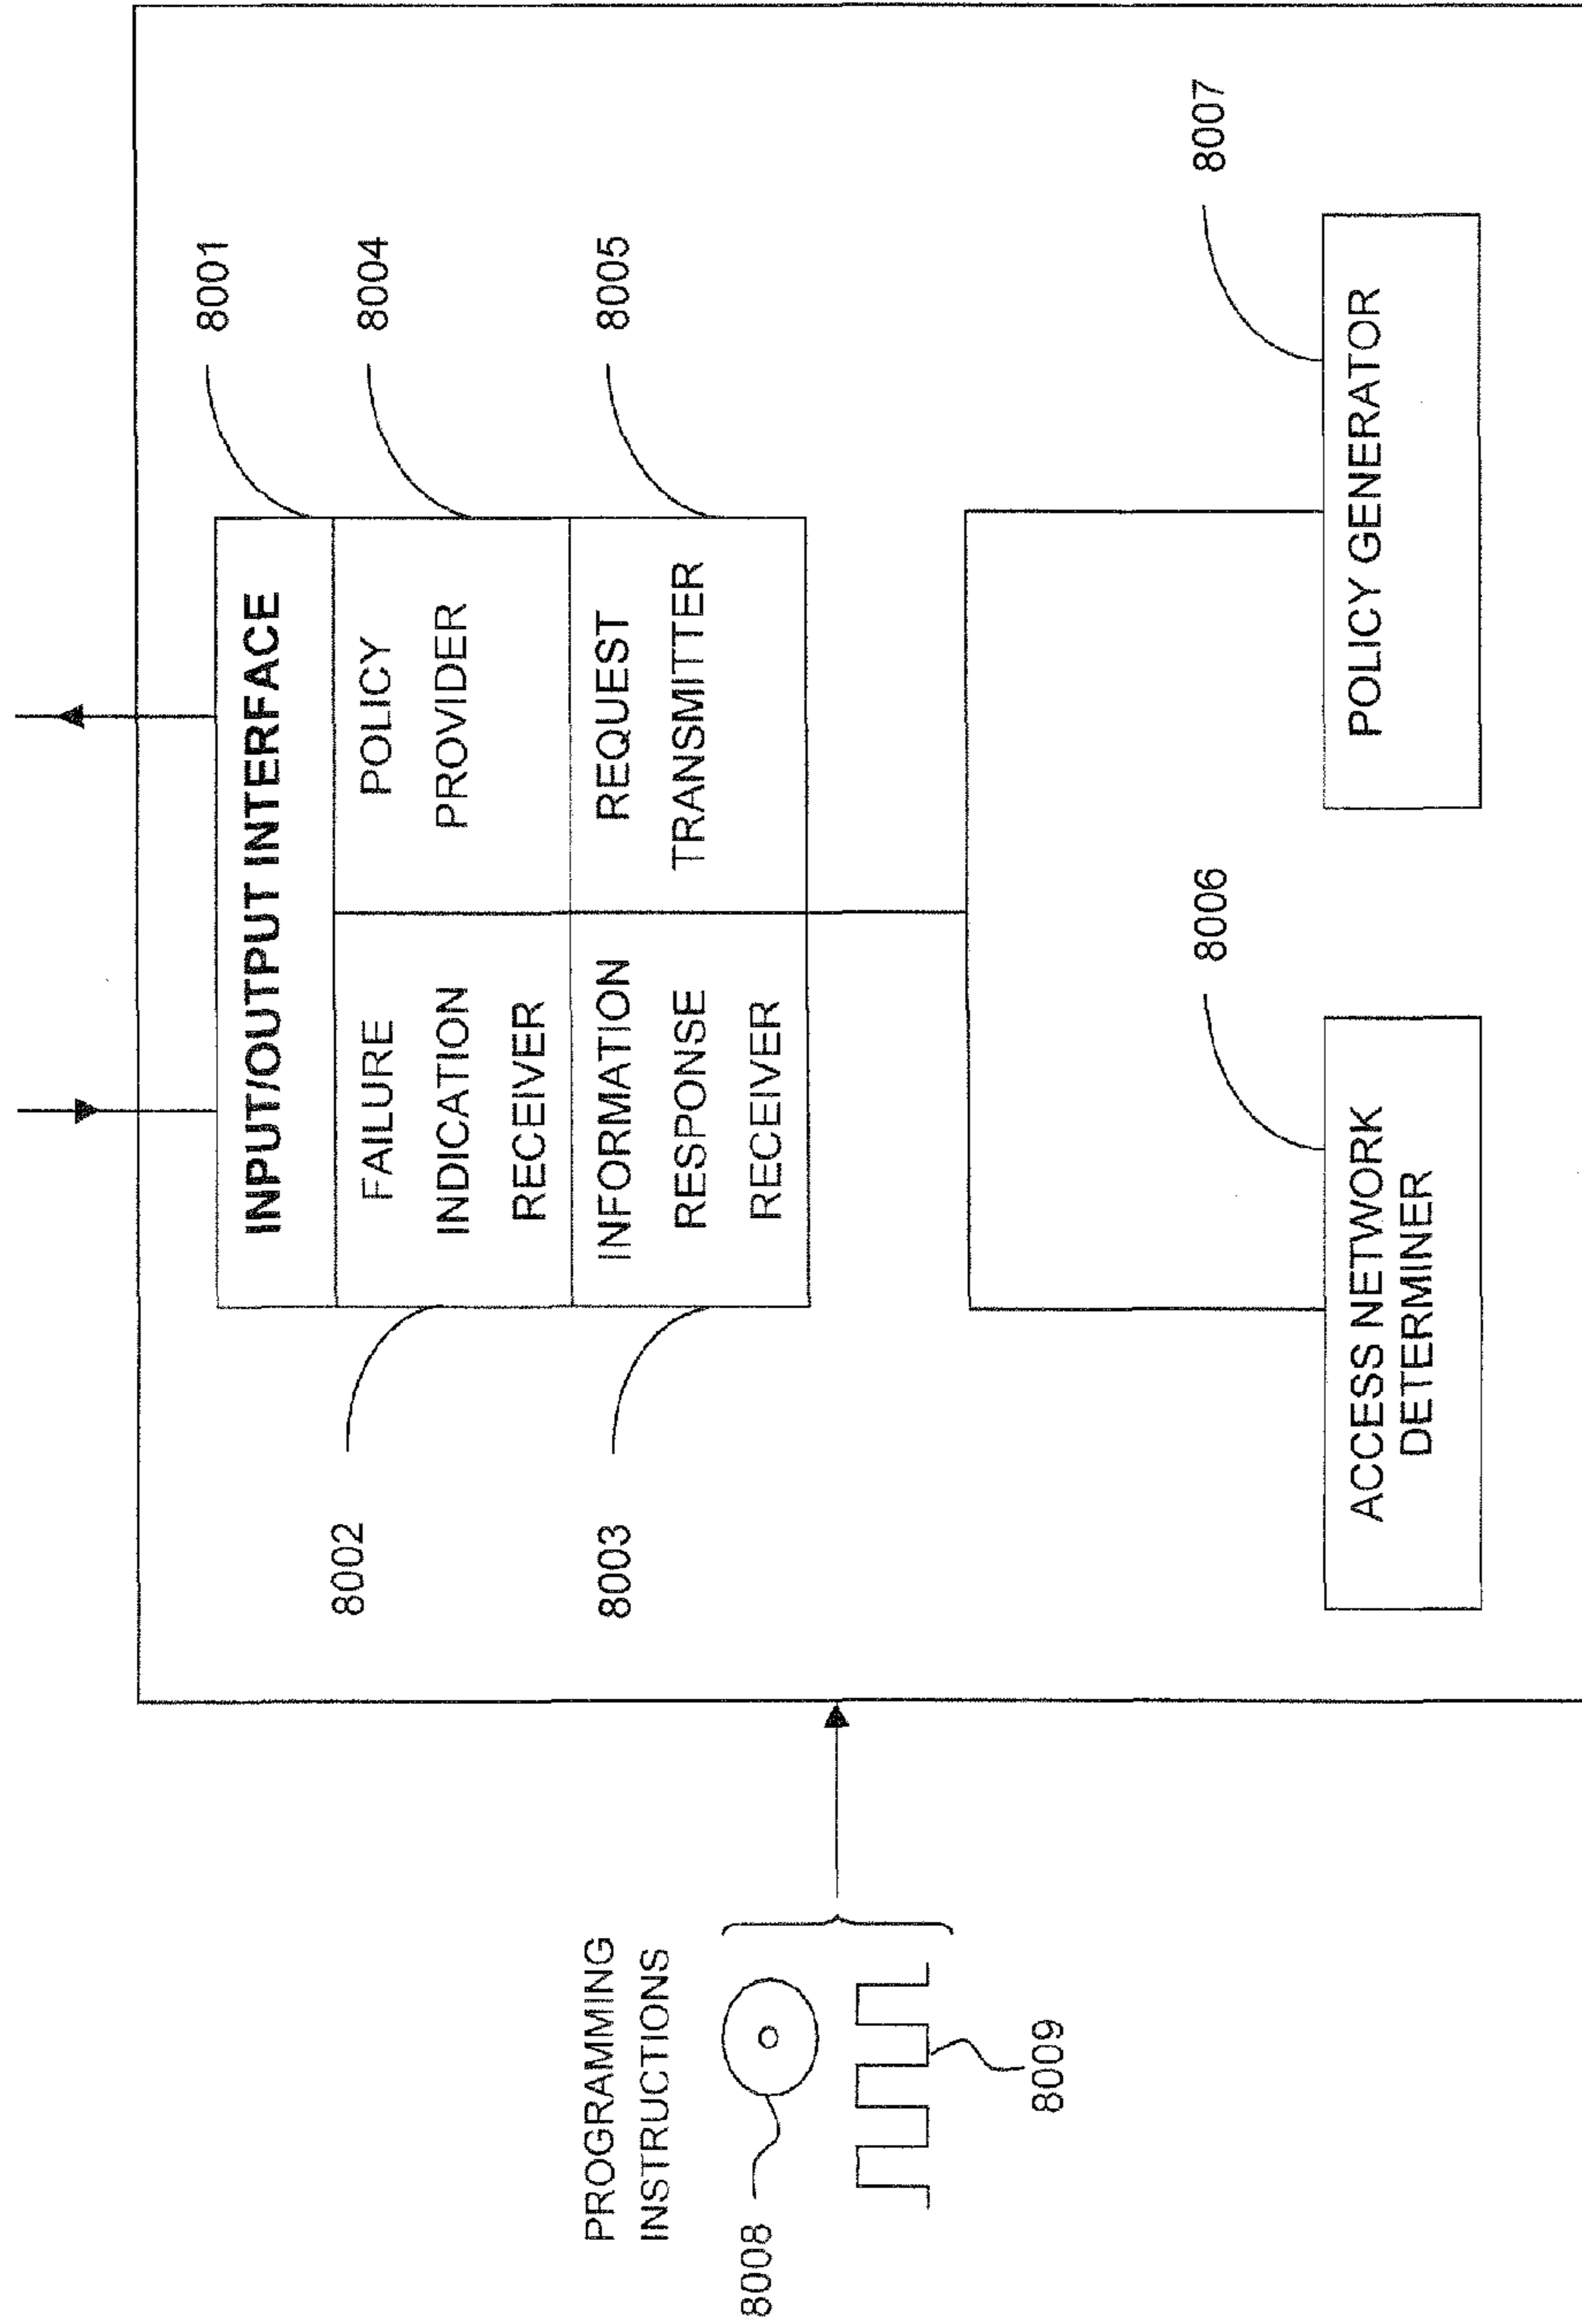 PROGRAMMING
INSTRUCTIONS
8008
8009
8001
INPUT/OUTPUT INTERFACE
8002
FAILURE
INDICATION
RECEIVER
POLICY
PROVIDER
8004
8003
INFORMATION
RESPONSE
RECEIVER
REQUEST
TRANSMITTER
8005
8006
ACCESS NETWORK
DETERMINER
8007
POLICY GENERATOR